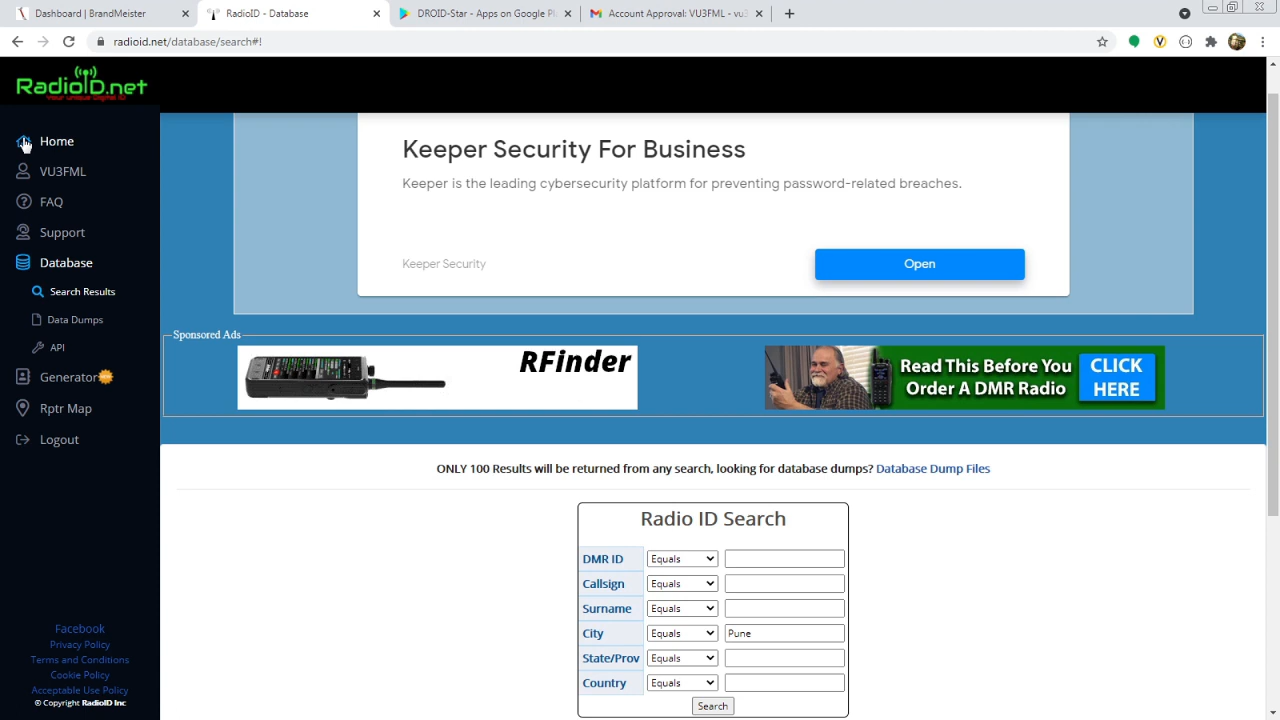 Dashboard | BrandMeister
RadioID - Database
DROID-Star - Apps on Google Pl
Account Approval: VU3FML - vu3
radioid.net/database/search#!
RadioID.net
Your Unique Digital ID
Home
VU3FML
FAQ
Support
Database
Search Results
Data Dumps
API
Generator
Rptr Map
Logout
Facebook
Privacy Policy
Terms and Conditions
Cookie Policy
Acceptable Use Policy
© Copyright RadioID Inc
Keeper Security For Business
Keeper is the leading cybersecurity platform for preventing password-related breaches.
Keeper Security
Open
Sponsored Ads
RFinder
Read This Before You
Order A DMR Radio
CLICK
HERE
ONLY 100 Results will be returned from any search, looking for database dumps? Database Dump Files
Radio ID Search
DMR ID Equals
Callsign Equals
Surname Equals
City Equals Pune
State/Prov Equals
Country Equals
Search